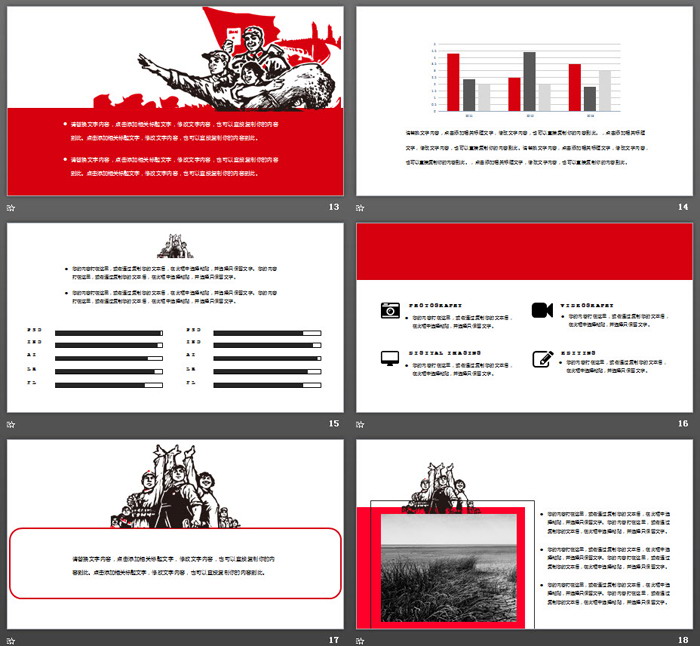 请替换文字内容，点击添加相关标题文字，修改文字内容，也可以直接复制你的内容
到此。点击添加相关标题文字，修改文字内容，也可以直接复制你的内容到此。
请替换文字内容，点击添加相关标题文字，修改文字内容，也可以直接复制你的内容
到此。点击添加相关标题文字，修改文字内容，也可以直接复制你的内容到此。
13
请替换文字内容，点击添加相关标题文字，修改文字内容，也可以直接复制你的内容到此。，点击添加相关标题
文字，修改文字内容，也可以直接复制你的内容到此。请替换文字内容，点击添加相关标题文字，修改文字内容，
也可以直接复制你的内容到此。，点击添加相关标题文字，修改文字内容，也可以直接复制你的内容到此。
14
您的内容打在这里，或者通过复制您的文本后，在此框中选择粘贴，并选择只保留文字。您的内容
打在这里，或者通过复制您的文本后，在此框中选择粘贴，并选择只保留文字。
您的内容打在这里，或者通过复制您的文本后，在此框中选择粘贴，并选择只保留文字。您的内容
打在这里，或者通过复制您的文本后，在此框中选择粘贴，并选择只保留文字。
PSD PSD
IND IND
AI AI
LR LR
FL FL
15
PHOTOGRAPHY
您的内容打在这里，或者通过复制您的文本后，
在此框中选择粘贴，并选择只保留文字。
VIDEOGRAPHY
您的内容打在这里，或者通过复制您的文本后，
在此框中选择粘贴，并选择只保留文字。
DIGITAL IMAGING
您的内容打在这里，或者通过复制您的文本后，
在此框中选择粘贴，并选择只保留文字。
EDITING
您的内容打在这里，或者通过复制您的文本后，
在此框中选择粘贴，并选择只保留文字。
16
请替换文字内容，点击添加相关标题文字，修改文字内容，也可以直接复制你的内
容到此。点击添加相关标题文字，修改文字内容，也可以直接复制你的内容到此。
17
您的内容打在这里，或者通过复制您的文本后，在此框中选
择粘贴，并选择只保留文字。您的内容打在这里，或者通过
复制您的文本后，在此框中选择粘贴，并选择只保留文字。
您的内容打在这里，或者通过复制您的文本后，在此框中选
择粘贴，并选择只保留文字。您的内容打在这里，或者通过
复制您的文本后，在此框中选择粘贴，并选择只保留文字。
您的内容打在这里，或者通过复制您的文本后，在此框中选
择粘贴，并选择只保留文字。您的内容打在这里，或者通过
复制您的文本后，在此框中选择粘贴，并选择只保留文字。
18